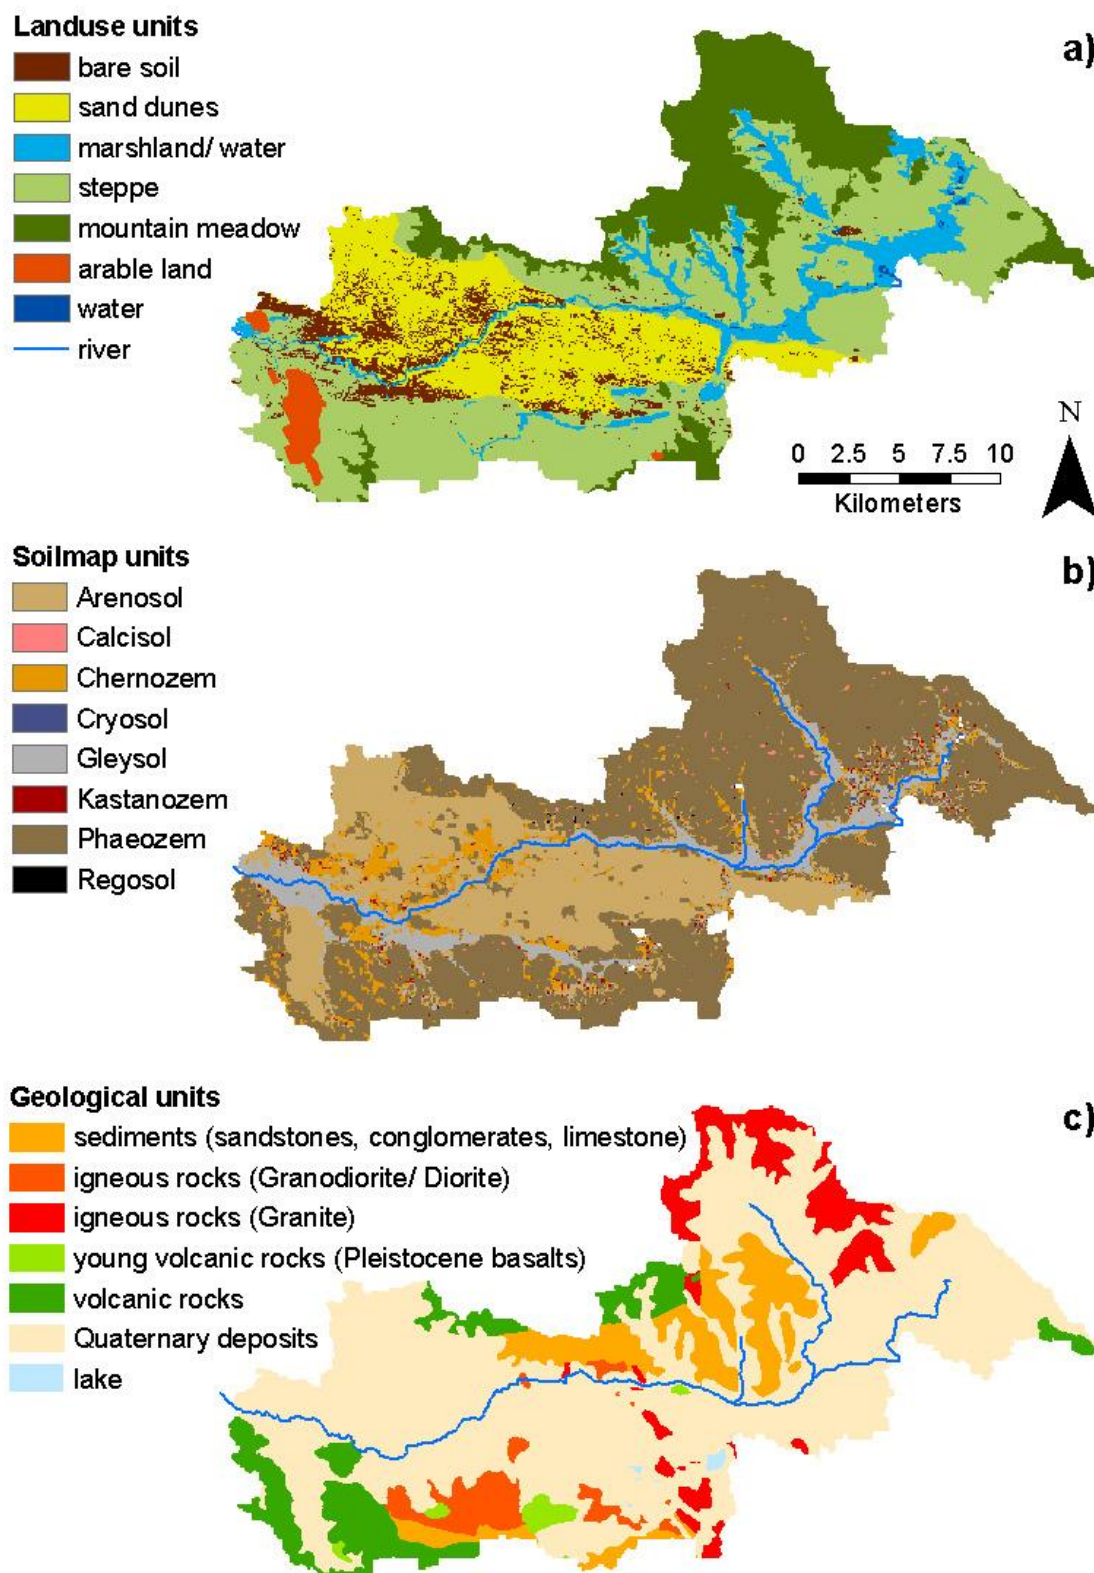 Landuse units
a)
bare soil
sand dunes
marshland/ water
steppe
mountain meadow
arable land
water
river
N
0 2.5 5 7.5 10
Kilometers
Soilmap units
b)
Arenosol
Calcisol
Chernozem
Cryosol
Gleysol
Kastanozem
Phaeozem
Regosol
Geological units
c)
sediments (sandstones, conglomerates, limestone)
igneous rocks (Granodiorite/ Diorite)
igneous rocks (Granite)
young volcanic rocks (Pleistocene basalts)
volcanic rocks
Quaternary deposits
lake